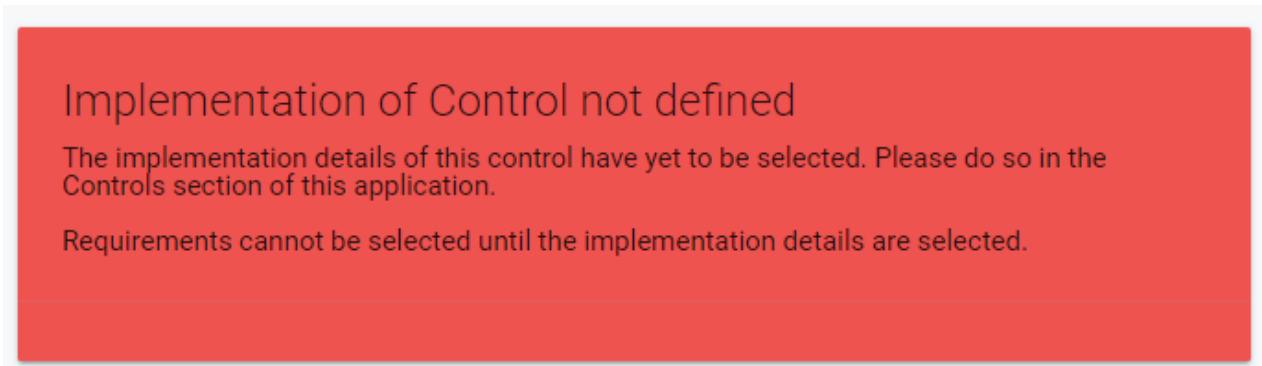 Implementation of Control not defined
The implementation details of this control have yet to be selected. Please do so in the
Controls section of this application.
Requirements cannot be selected until the implementation details are selected.